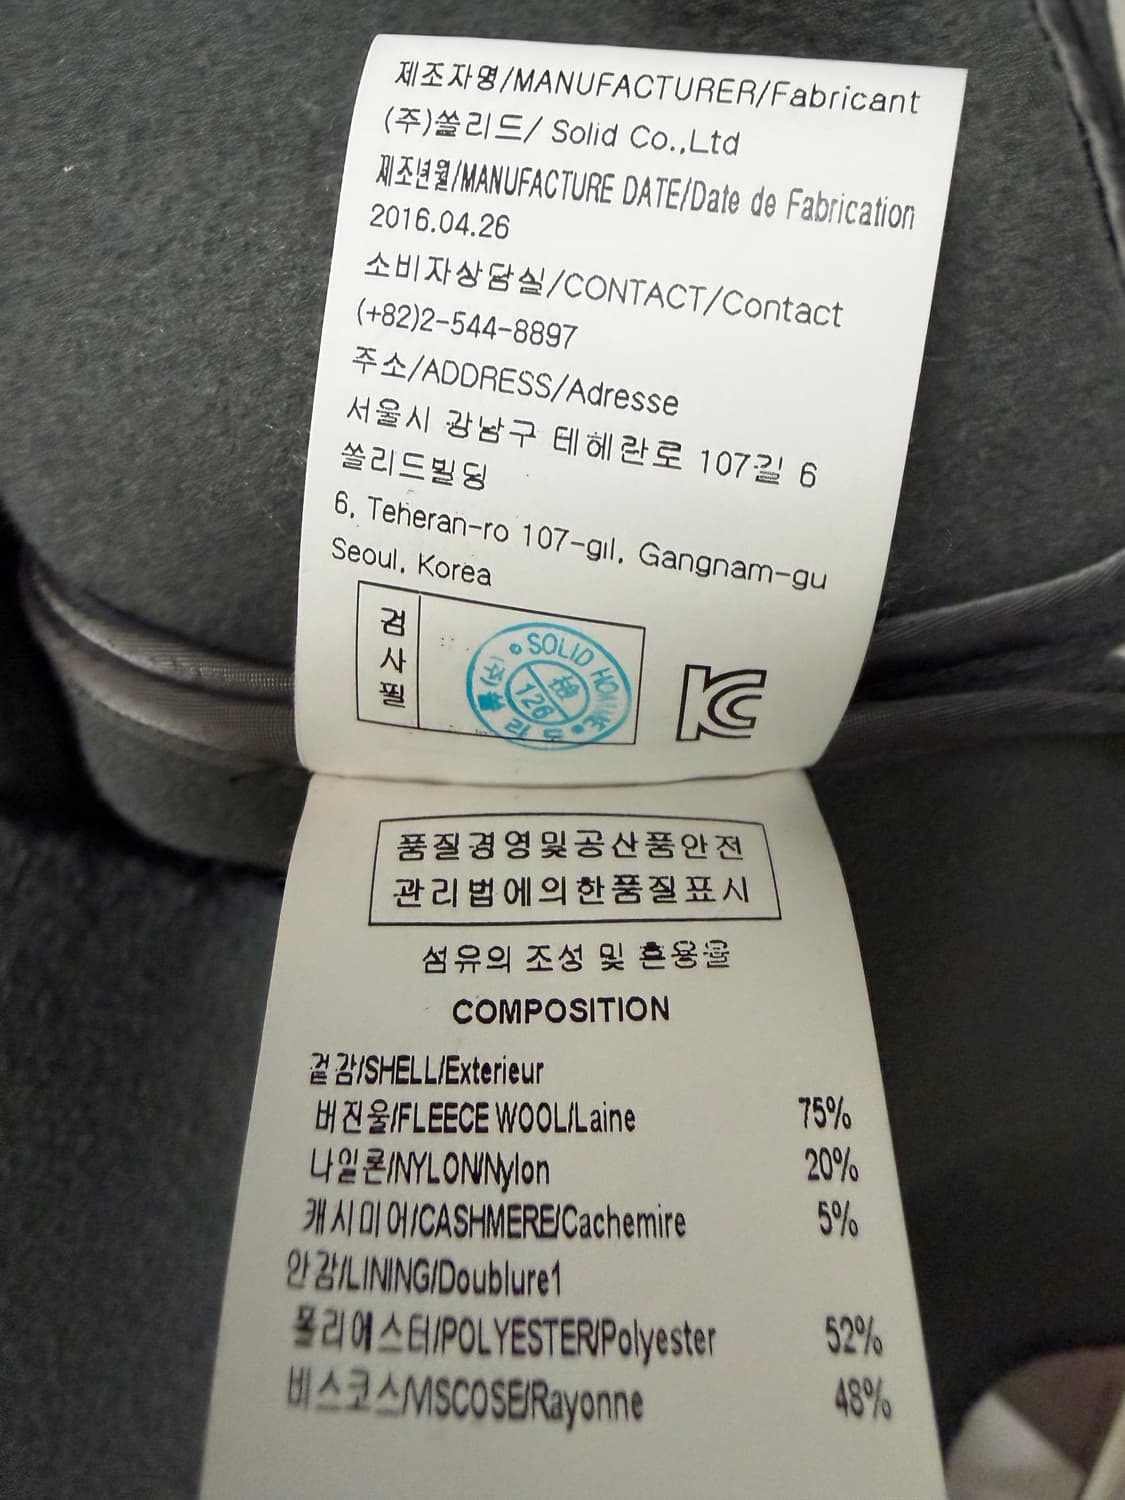 제조자명/MANUFACTURER/Fabricant
(주)쏠리드/ Solid Co.,Ltd
제조년월/MANUFACTURE DATE/Date de Fabrication
2016.04.26
소비자상담실/CONTACT/Contact
(+82)2-544-8897
주소/ADDRESS/Adresse
서울시 강남구 테헤란로 107길 6
쏠리드빌딩
6, Teheran-ro 107-gil, Gangnam-gu
Seoul, Korea
검사필
SOLID HOMME
(주)쏠리드
126
KC
품질경영및공산품안전
관리법에의한품질표시
섬유의 조성 및 혼용율
COMPOSITION
겉감/SHELL/Exterieur
버진울/FLEECE WOOL/Laine 75%
나일론/NYLON/Nylon 20%
캐시미어/CASHMERE/Cachemire 5%
안감/LINING/Doublure1
폴리에스터/POLYESTER/Polyester 52%
비스코스/VISCOSE/Rayonne 48%